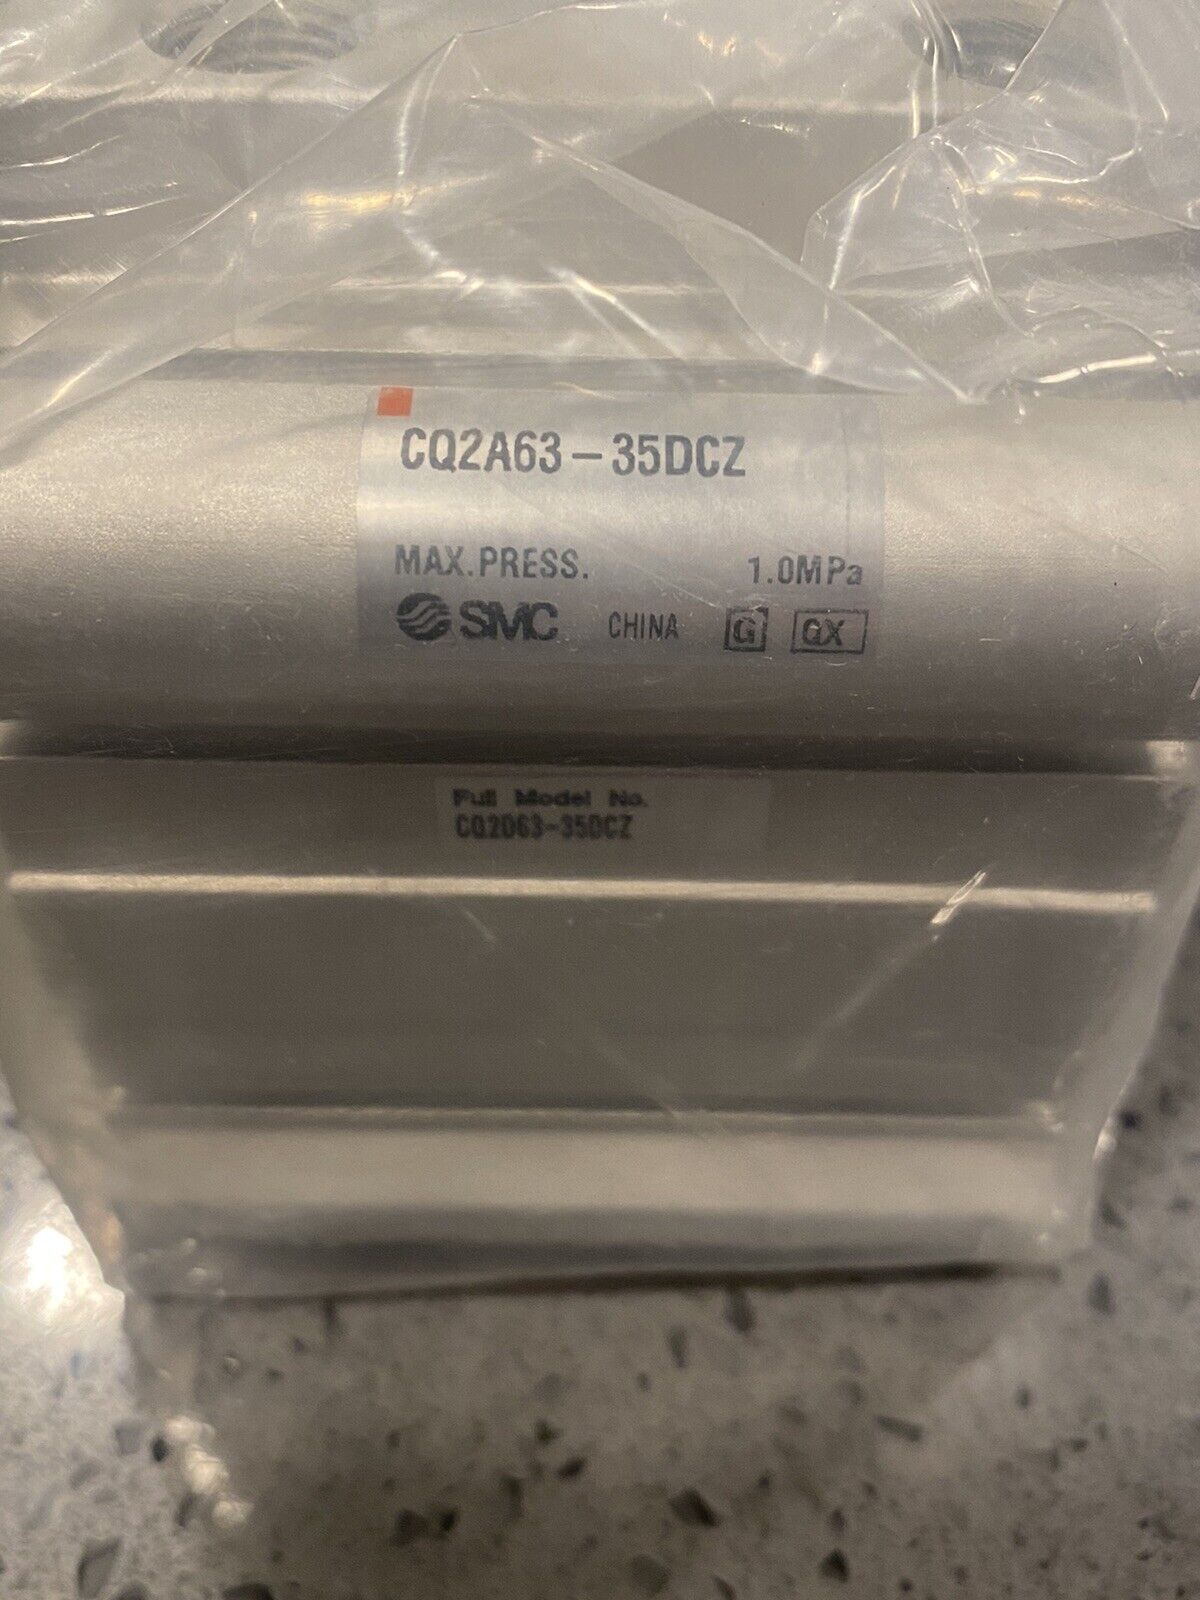 CQ2A63-35DCZ
MAX.PRESS. 1.0MPa
SMC CHINA G QX
Full Model No.
CQ2D63-35DCZ